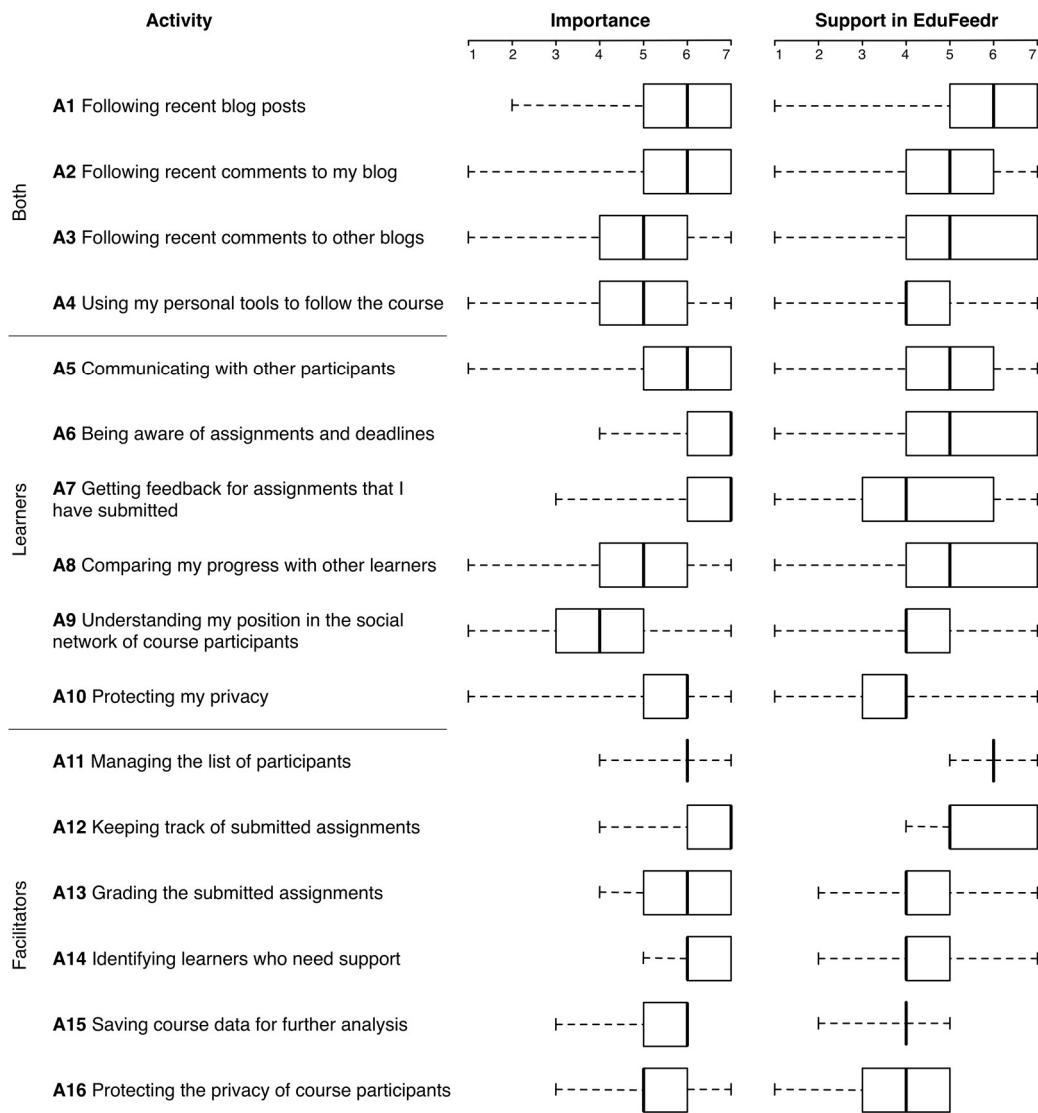 Activity Importance Support in EduFeedr
1 2 3 4 5 6 7 1 2 3 4 5 6 7
Both
A1 Following recent blog posts
A2 Following recent comments to my blog
A3 Following recent comments to other blogs
A4 Using my personal tools to follow the course
Learners
A5 Communicating with other participants
A6 Being aware of assignments and deadlines
A7 Getting feedback for assignments that I
have submitted
A8 Comparing my progress with other learners
A9 Understanding my position in the social
network of course participants
A10 Protecting my privacy
Facilitators
A11 Managing the list of participants
A12 Keeping track of submitted assignments
A13 Grading the submitted assignments
A14 Identifying learners who need support
A15 Saving course data for further analysis
A16 Protecting the privacy of course participants